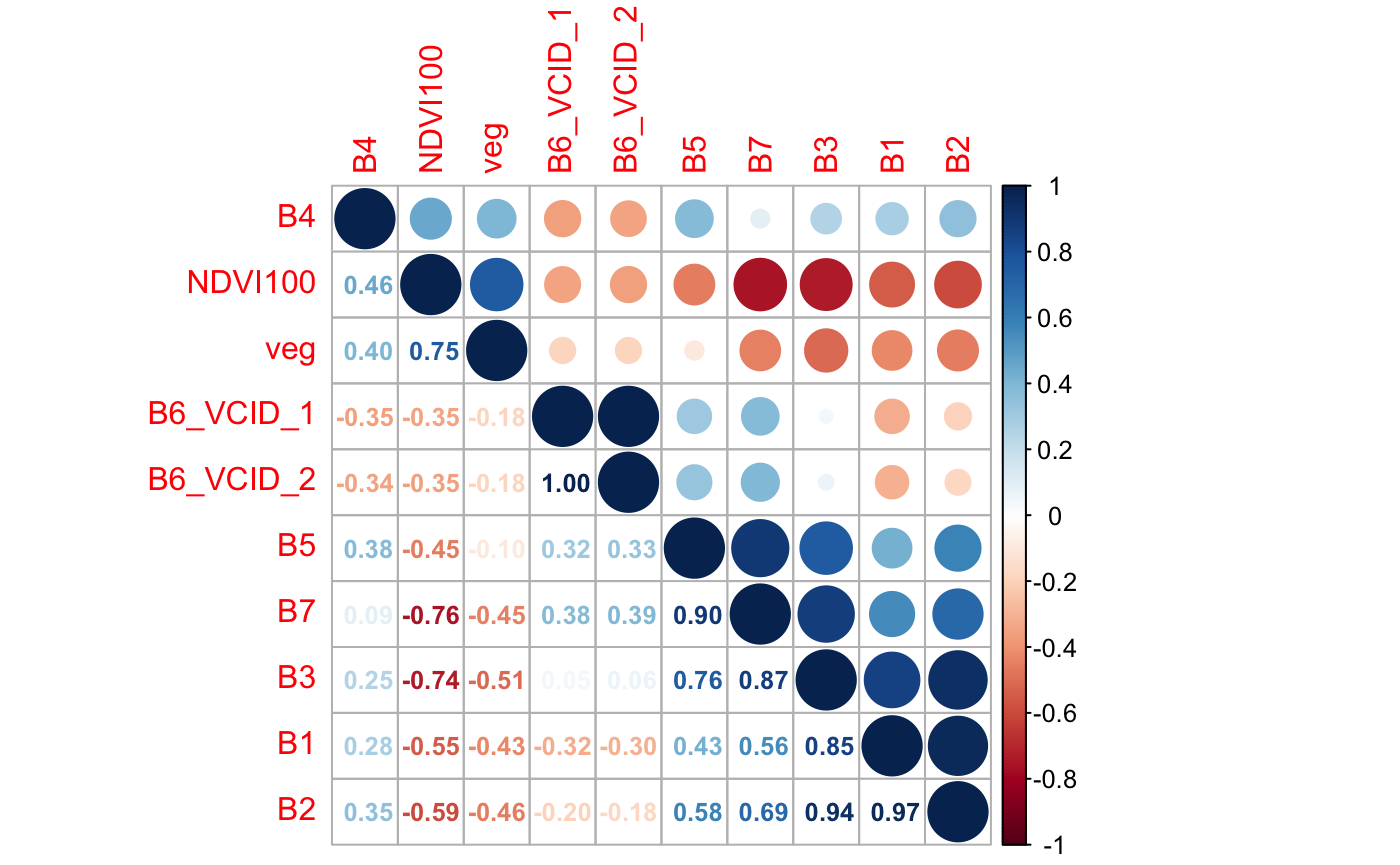 B4 NDVI100 veg B6_VCID_1 B6_VCID_2 B5 B7 B3 B1 B2
B4
NDVI100 0.46
veg 0.40 0.75
B6_VCID_1 -0.35 -0.35 -0.18
B6_VCID_2 -0.34 -0.35 -0.18 1.00
B5 0.38 -0.45 -0.10 0.32 0.33
B7 0.09 -0.76 -0.45 0.38 0.39 0.90
B3 0.25 -0.74 -0.51 0.05 0.06 0.76 0.87
B1 0.28 -0.55 -0.43 -0.32 -0.30 0.43 0.56 0.85
B2 0.35 -0.59 -0.46 -0.20 -0.18 0.58 0.69 0.94 0.97
1
0.8
0.6
0.4
0.2
0
-0.2
-0.4
-0.6
-0.8
-1